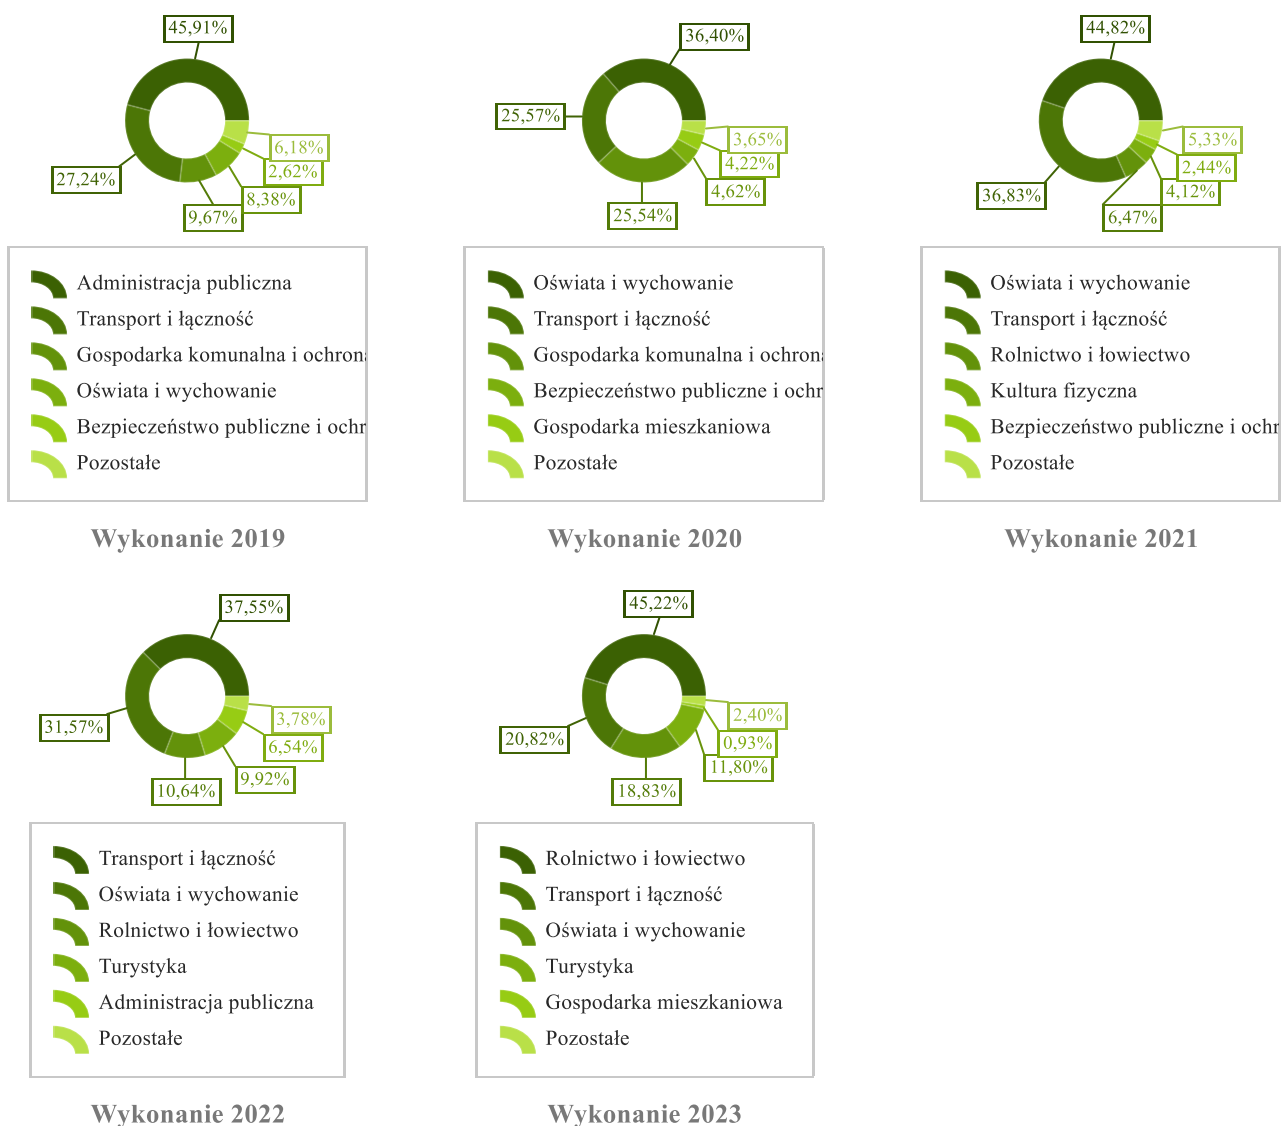 45,91%
27,24%
9,67%
8,38%
2,62%
6,18%
Administracja publiczna
Transport i łączność
Gospodarka komunalna i ochrona
Oświata i wychowanie
Bezpieczeństwo publiczne i ochr
Pozostałe
Wykonanie 2019
36,40%
25,57%
25,54%
4,62%
4,22%
3,65%
Oświata i wychowanie
Transport i łączność
Gospodarka komunalna i ochrona
Bezpieczeństwo publiczne i ochr
Gospodarka mieszkaniowa
Pozostałe
Wykonanie 2020
44,82%
36,83%
6,47%
4,12%
2,44%
5,33%
Oświata i wychowanie
Transport i łączność
Rolnictwo i łowiectwo
Kultura fizyczna
Bezpieczeństwo publiczne i ochr
Pozostałe
Wykonanie 2021
37,55%
31,57%
10,64%
9,92%
6,54%
3,78%
Transport i łączność
Oświata i wychowanie
Rolnictwo i łowiectwo
Turystyka
Administracja publiczna
Pozostałe
Wykonanie 2022
45,22%
20,82%
18,83%
11,80%
0,93%
2,40%
Rolnictwo i łowiectwo
Transport i łączność
Oświata i wychowanie
Turystyka
Gospodarka mieszkaniowa
Pozostałe
Wykonanie 2023